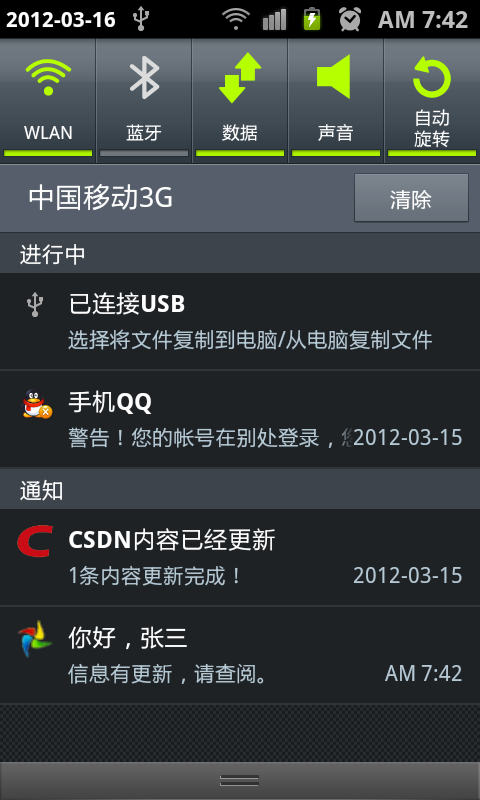 2012-03-16 AM 7:42
WLAN 蓝牙 数据 声音 自动
旋转
中国移动3G 清除
进行中
已连接USB
选择将文件复制到电脑/从电脑复制文件
手机QQ
警告！您的帐号在别处登录，您 2012-03-15
通知
CSDN内容已经更新
1条内容更新完成！ 2012-03-15
你好，张三
信息有更新，请查阅。 AM 7:42